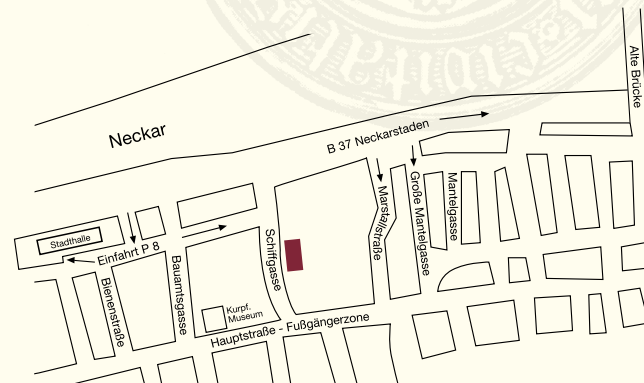 Alte Brücke
Neckar
B 37 Neckarstaden
Stadthalle
Einfahrt P 8
Bienenstraße
Bauamtsgasse
Schiffgasse
Marstallstraße
Große Mantelgasse
Mantelgasse
Kurpf.
Museum
Hauptstraße - Fußgängerzone